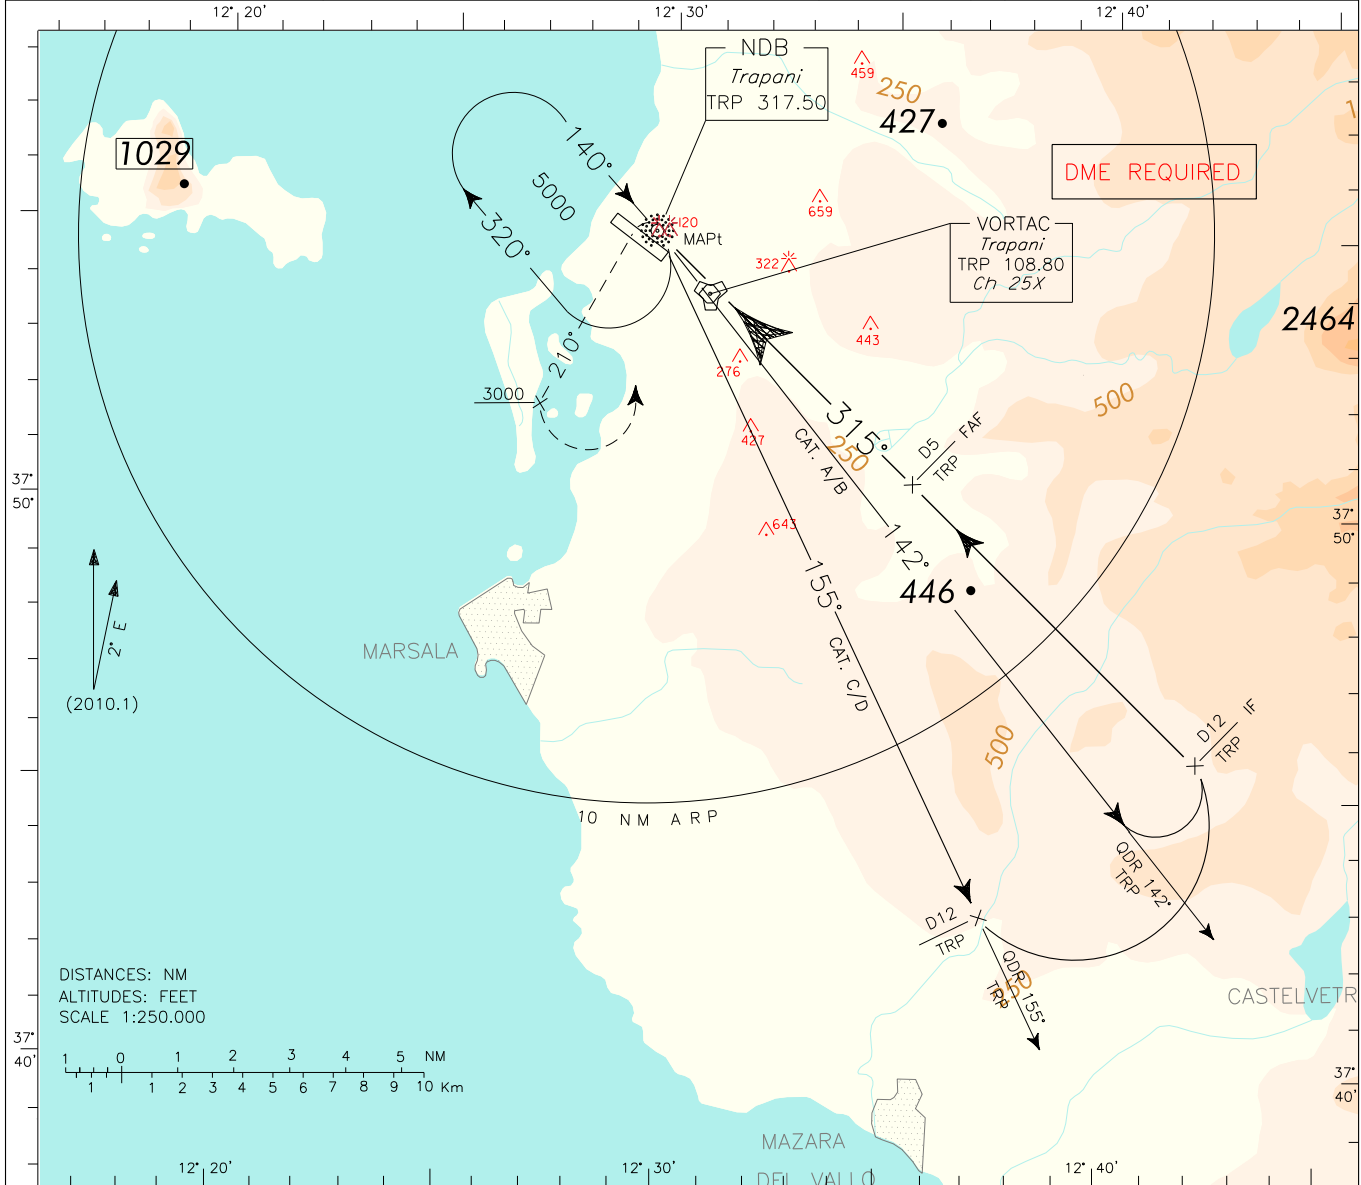 12° 20'
12° 30'
12° 40'
NDB
Trapani
TRP 317.50
459
250
427
1029
DME REQUIRED
140°
5000
320°
659
120
MAPt
VORTAC
Trapani
TRP 108.80
Ch 25X
322
2464
443
210°
276
3000
500
315°
D5
TRP
FAF
427
CAT. A/B
250
37°
50'
643
37°
50'
142°
155°
446
2° E
(2010.1)
MARSALA
CAT. C/D
500
D12
TRP
IF
10 NM ARP
QDR 142°
TRP
D12
TRP
QDR 155°
TRP
250
DISTANCES: NM
ALTITUDES: FEET
SCALE 1:250.000
CASTELVETR
37°
40'
1 0 1 2 3 4 5 NM
1 1 2 3 4 5 6 7 8 9 10 Km
37°
40'
MAZARA
DEL VALLO
12° 20'
12° 30'
12° 40'